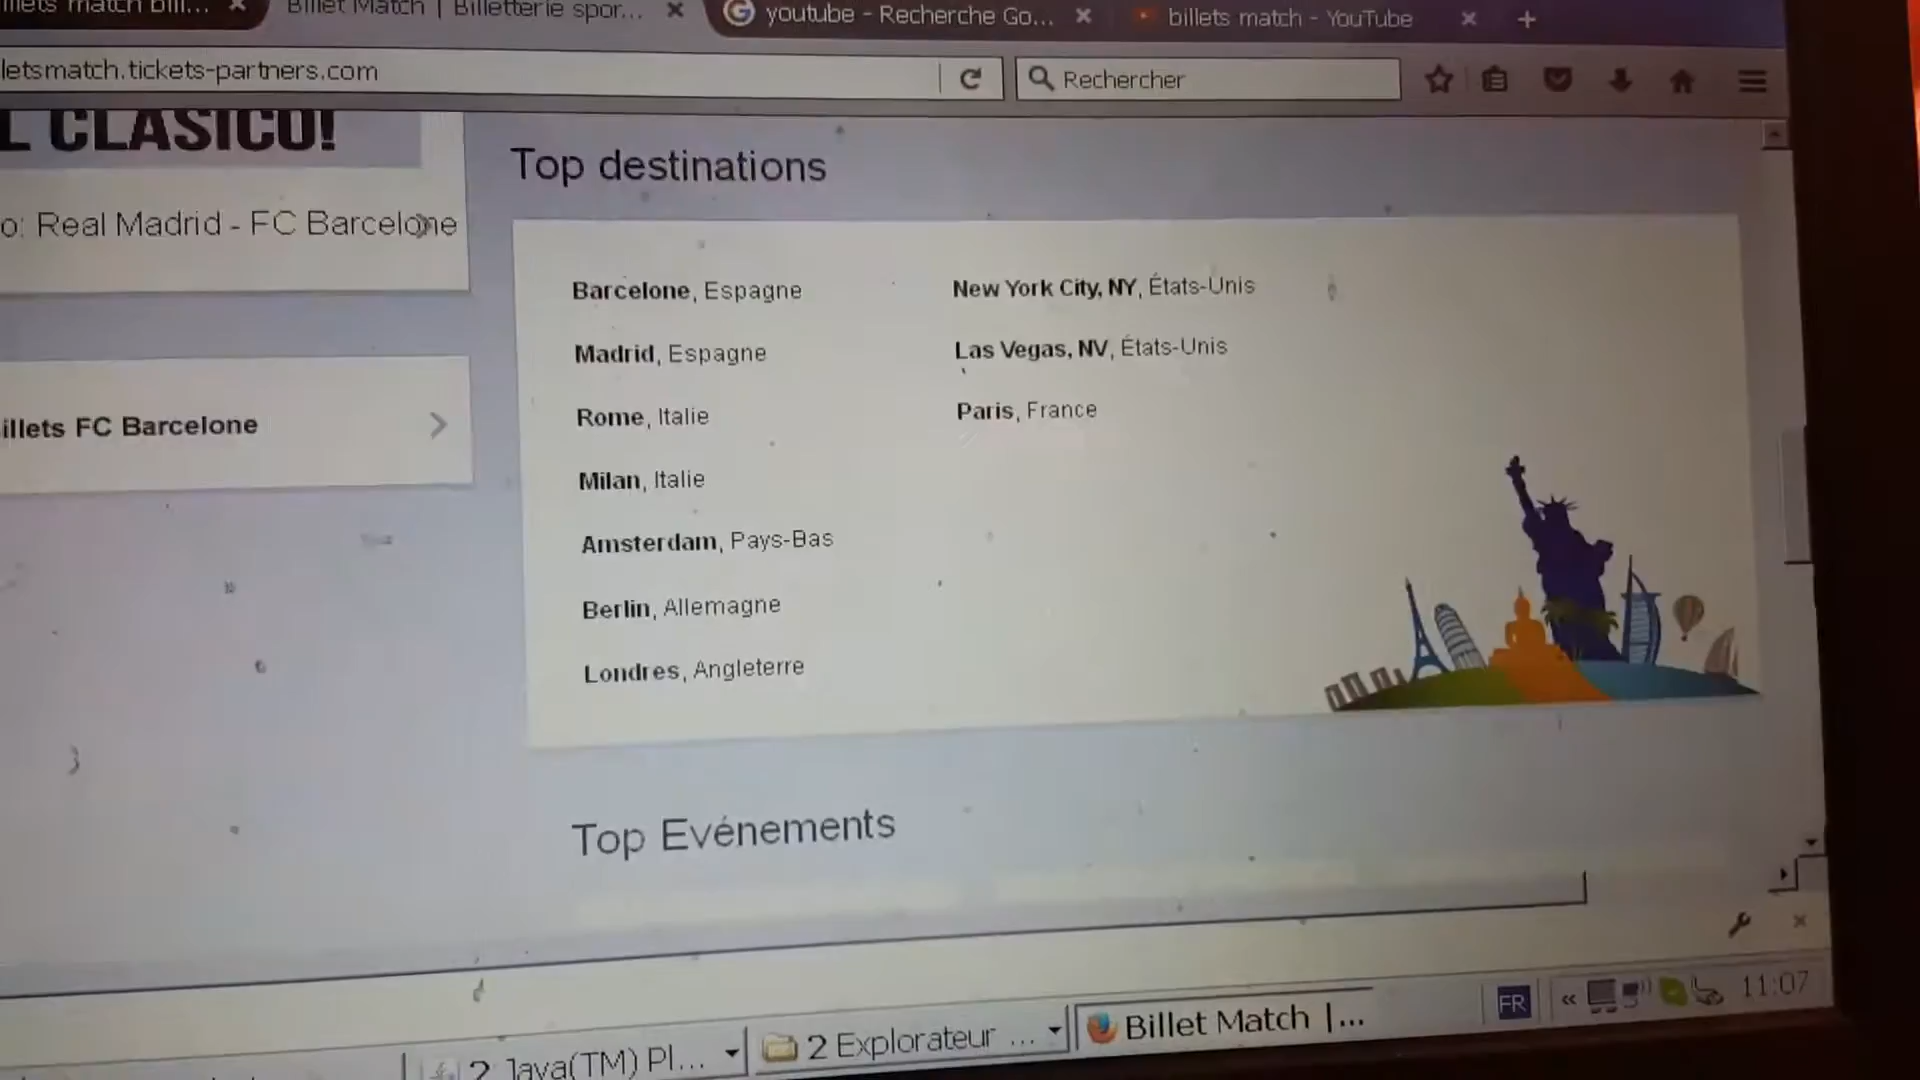 Billet Match | Billetterie spor...
youtube - Recherche Go...
billets match - YouTube
letsmatch.tickets-partners.com
Rechercher
L CLASICO!
o: Real Madrid - FC Barcelone
illets FC Barcelone
Top destinations
Barcelone, Espagne
Madrid, Espagne
Rome, Italie
Milan, Italie
Amsterdam, Pays-Bas
Berlin, Allemagne
Londres, Angleterre
New York City, NY, États-Unis
Las Vegas, NV, États-Unis
Paris, France
Top Evénements
2 Java(TM) Pl...
2 Explorateur ...
Billet Match |...
FR
11:07